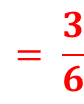 = 3/6